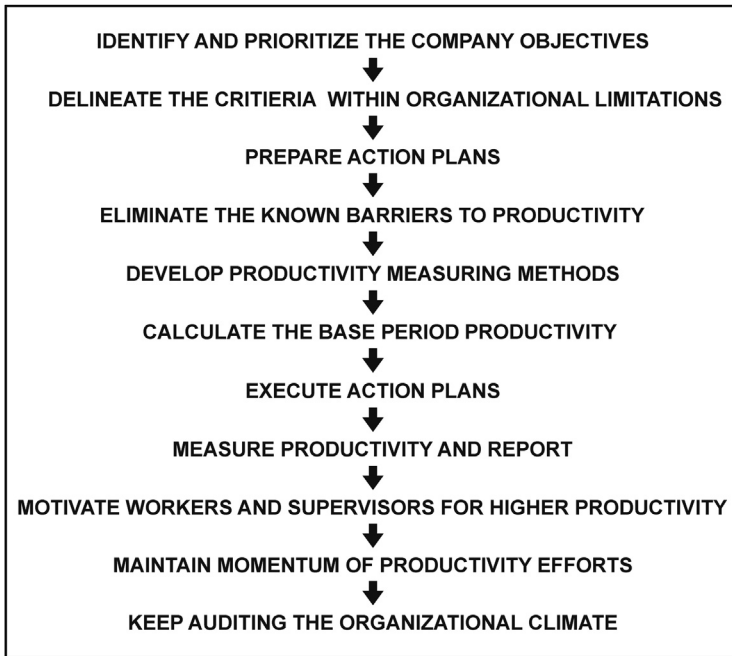 IDENTIFY AND PRIORITIZE THE COMPANY OBJECTIVES
DELINEATE THE CRITIERIA WITHIN ORGANIZATIONAL LIMITATIONS
PREPARE ACTION PLANS
ELIMINATE THE KNOWN BARRIERS TO PRODUCTIVITY
DEVELOP PRODUCTIVITY MEASURING METHODS
CALCULATE THE BASE PERIOD PRODUCTIVITY
EXECUTE ACTION PLANS
MEASURE PRODUCTIVITY AND REPORT
MOTIVATE WORKERS AND SUPERVISORS FOR HIGHER PRODUCTIVITY
MAINTAIN MOMENTUM OF PRODUCTIVITY EFFORTS
KEEP AUDITING THE ORGANIZATIONAL CLIMATE